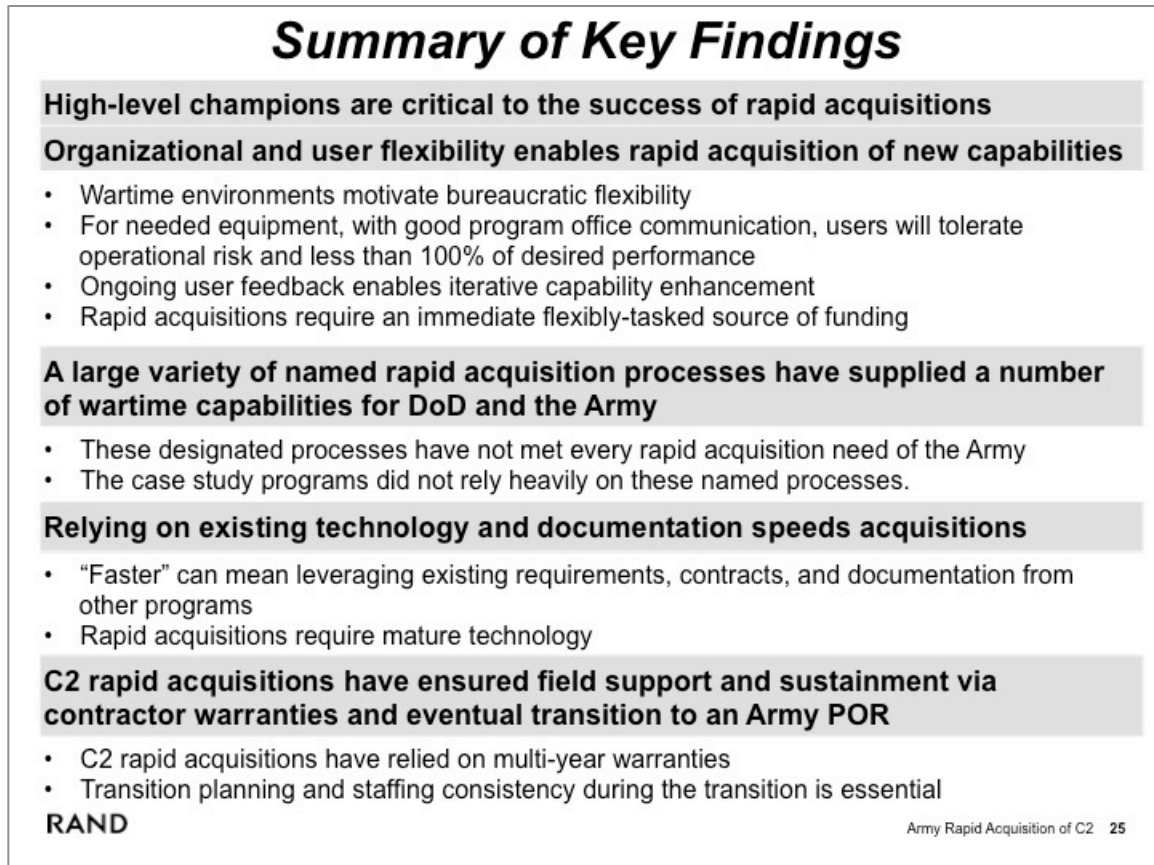 Summary of Key Findings
High-level champions are critical to the success of rapid acquisitions
Organizational and user flexibility enables rapid acquisition of new capabilities
• Wartime environments motivate bureaucratic flexibility
• For needed equipment, with good program office communication, users will tolerate
operational risk and less than 100% of desired performance
• Ongoing user feedback enables iterative capability enhancement
• Rapid acquisitions require an immediate flexibly-tasked source of funding
A large variety of named rapid acquisition processes have supplied a number
of wartime capabilities for DoD and the Army
• These designated processes have not met every rapid acquisition need of the Army
• The case study programs did not rely heavily on these named processes.
Relying on existing technology and documentation speeds acquisitions
• “Faster” can mean leveraging existing requirements, contracts, and documentation from
other programs
• Rapid acquisitions require mature technology
C2 rapid acquisitions have ensured field support and sustainment via
contractor warranties and eventual transition to an Army POR
• C2 rapid acquisitions have relied on multi-year warranties
• Transition planning and staffing consistency during the transition is essential
RAND
Army Rapid Acquisition of C2 25